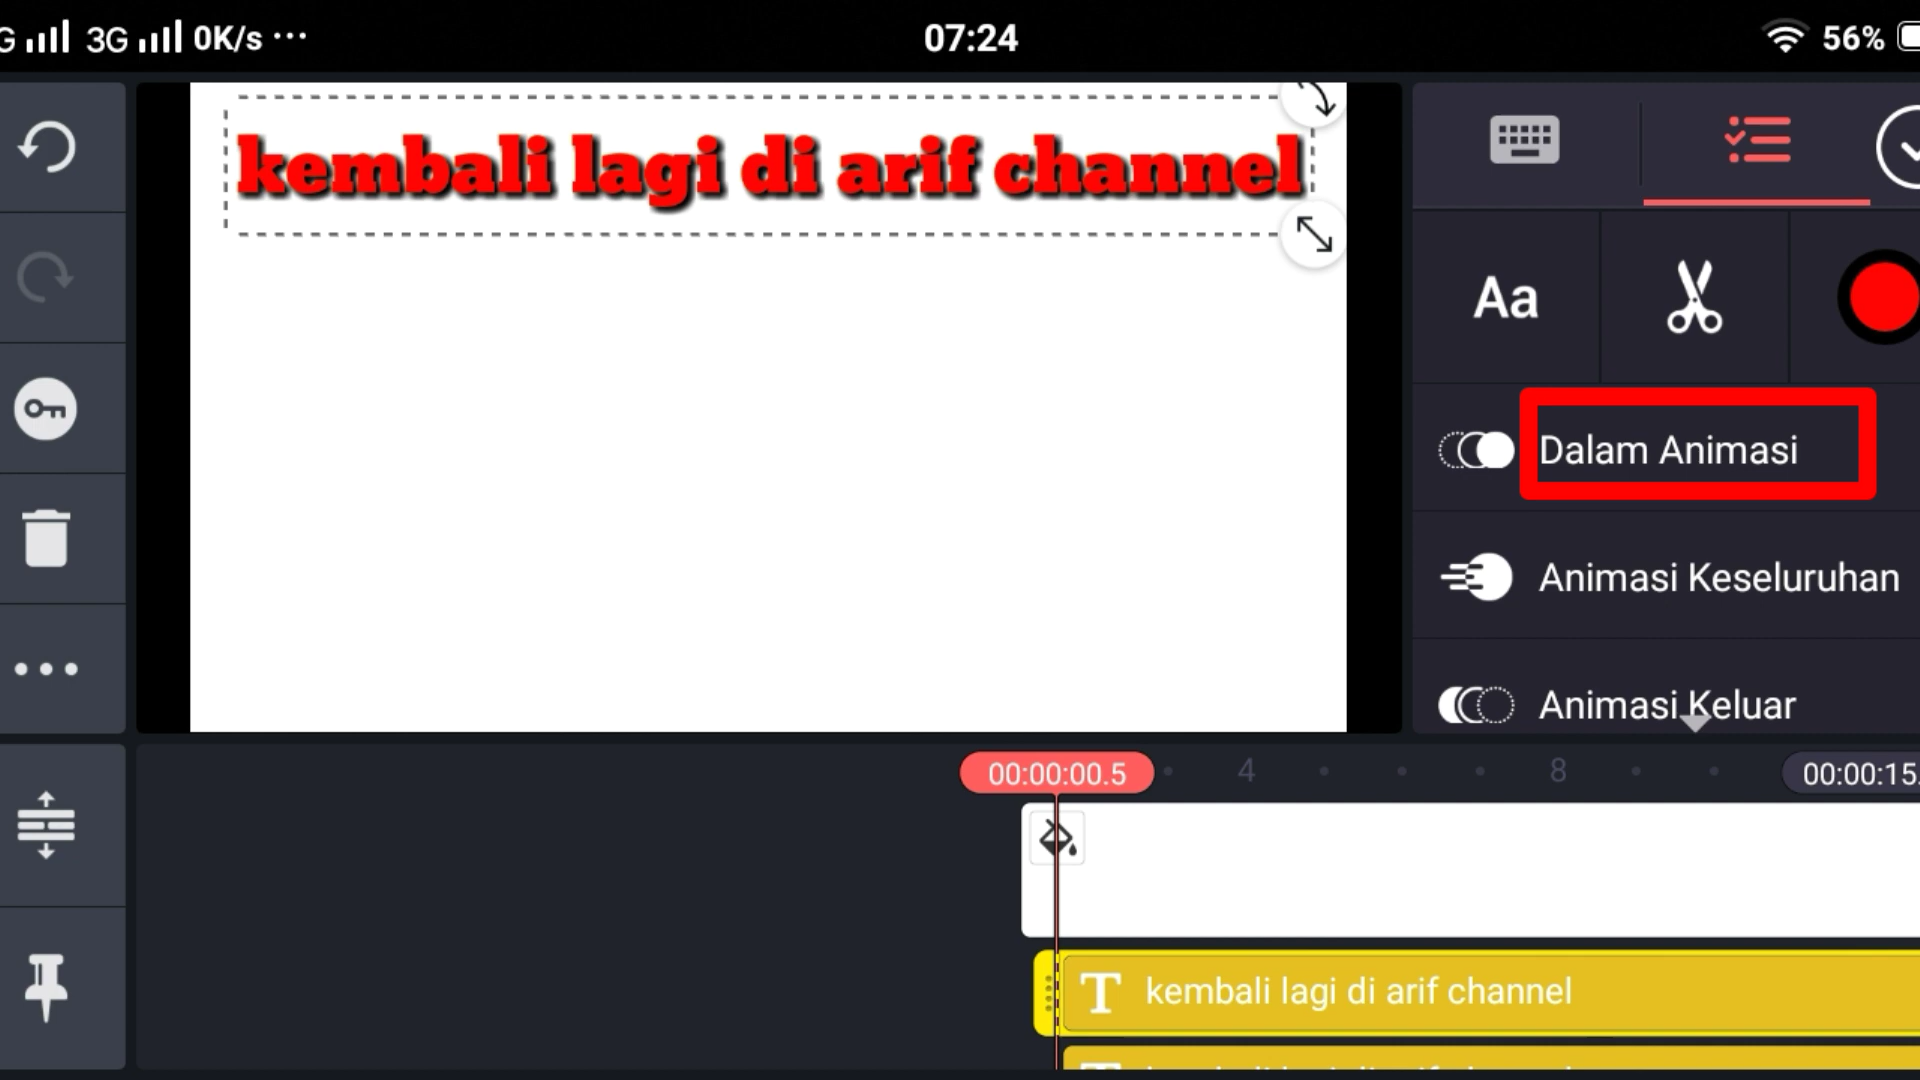 G 3G 0K/s ... 07:24 56%
kembali lagi di arif channel
Aa
Dalam Animasi
Animasi Keseluruhan
Animasi Keluar
00:00:00.5 4 8 00:00:15.
T kembali lagi di arif channel